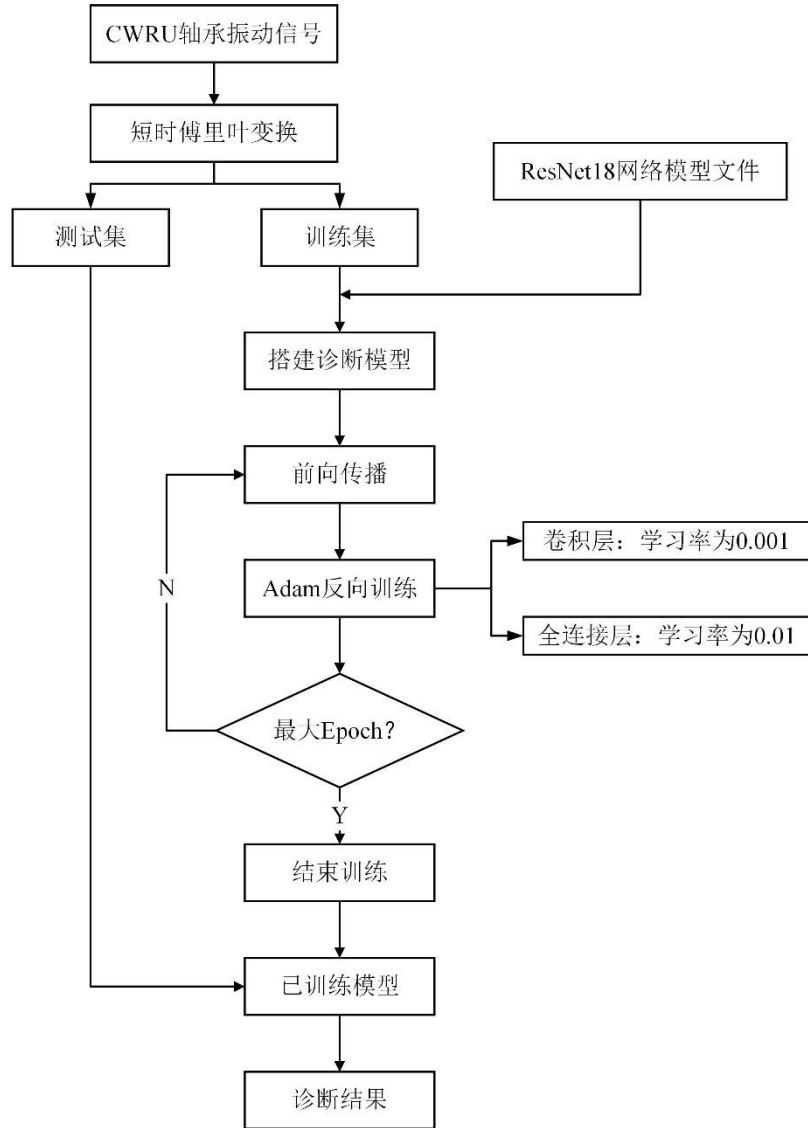 CWRU轴承振动信号
短时傅里叶变换
ResNet18网络模型文件
测试集
训练集
搭建诊断模型
前向传播
卷积层：学习率为0.001
N
Adam反向训练
全连接层：学习率为0.01
最大Epoch？
Y
结束训练
已训练模型
诊断结果